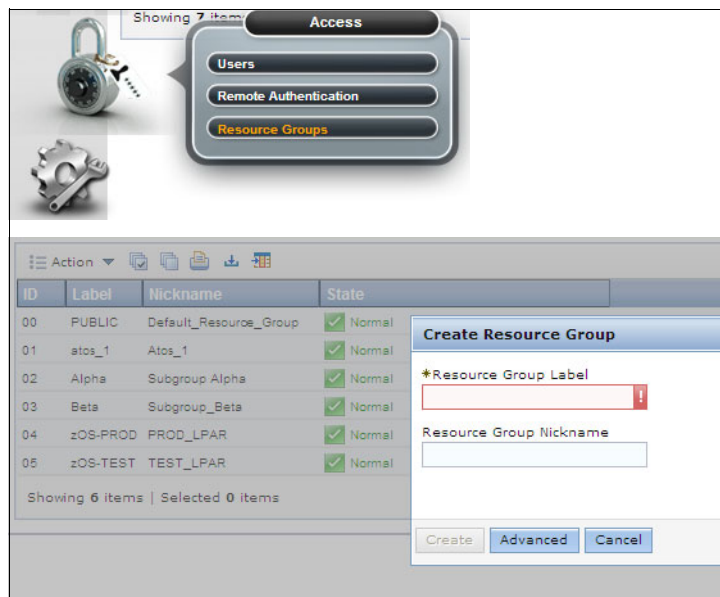 Showing 7 items
Access
Users
Remote Authentication
Resource Groups
Action
ID Label Nickname State
00 PUBLIC Default_Resource_Group Normal
01 atos_1 Atos_1 Normal
02 Alpha Subgroup Alpha Normal
03 Beta Subgroup_Beta Normal
04 zOS-PROD PROD_LPAR Normal
05 zOS-TEST TEST_LPAR Normal
Showing 6 items | Selected 0 items
Create Resource Group
*Resource Group Label
!
Resource Group Nickname
Create Advanced Cancel